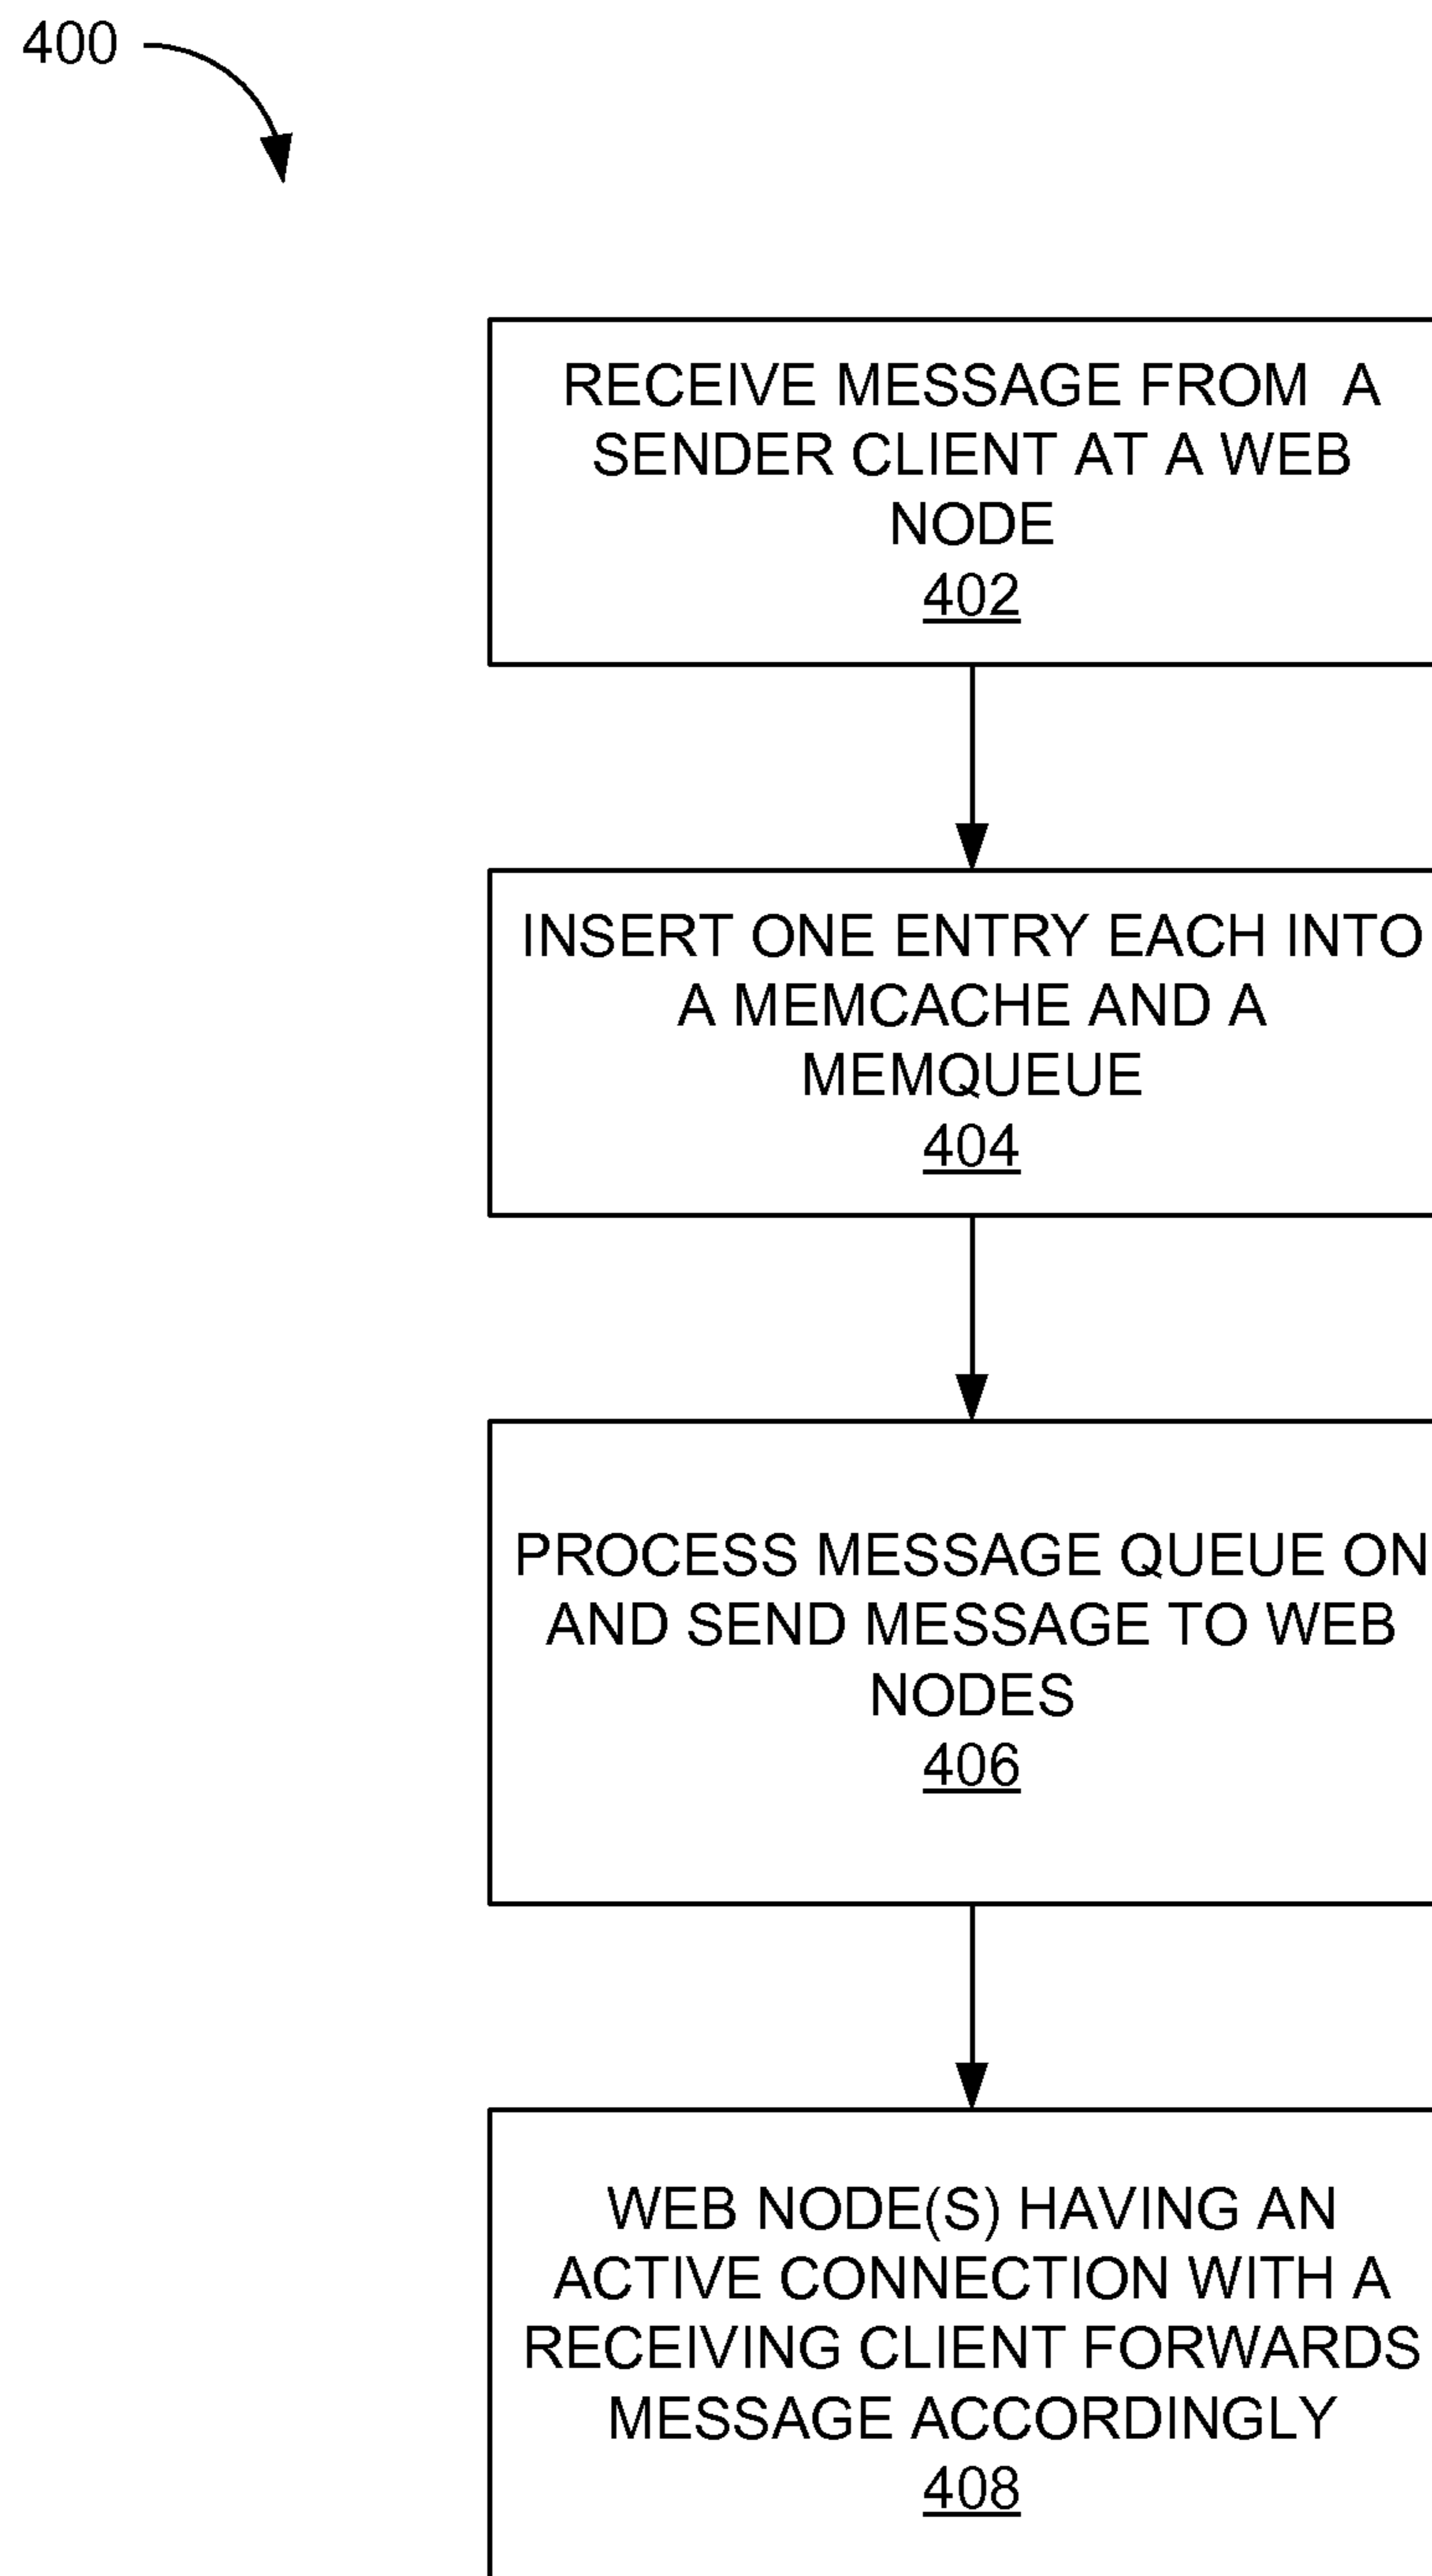 400
RECEIVE MESSAGE FROM A
SENDER CLIENT AT A WEB
NODE
402
INSERT ONE ENTRY EACH INTO
A MEMCACHE AND A
MEMQUEUE
404
PROCESS MESSAGE QUEUE ON
AND SEND MESSAGE TO WEB
NODES
406
WEB NODE(S) HAVING AN
ACTIVE CONNECTION WITH A
RECEIVING CLIENT FORWARDS
MESSAGE ACCORDINGLY
408